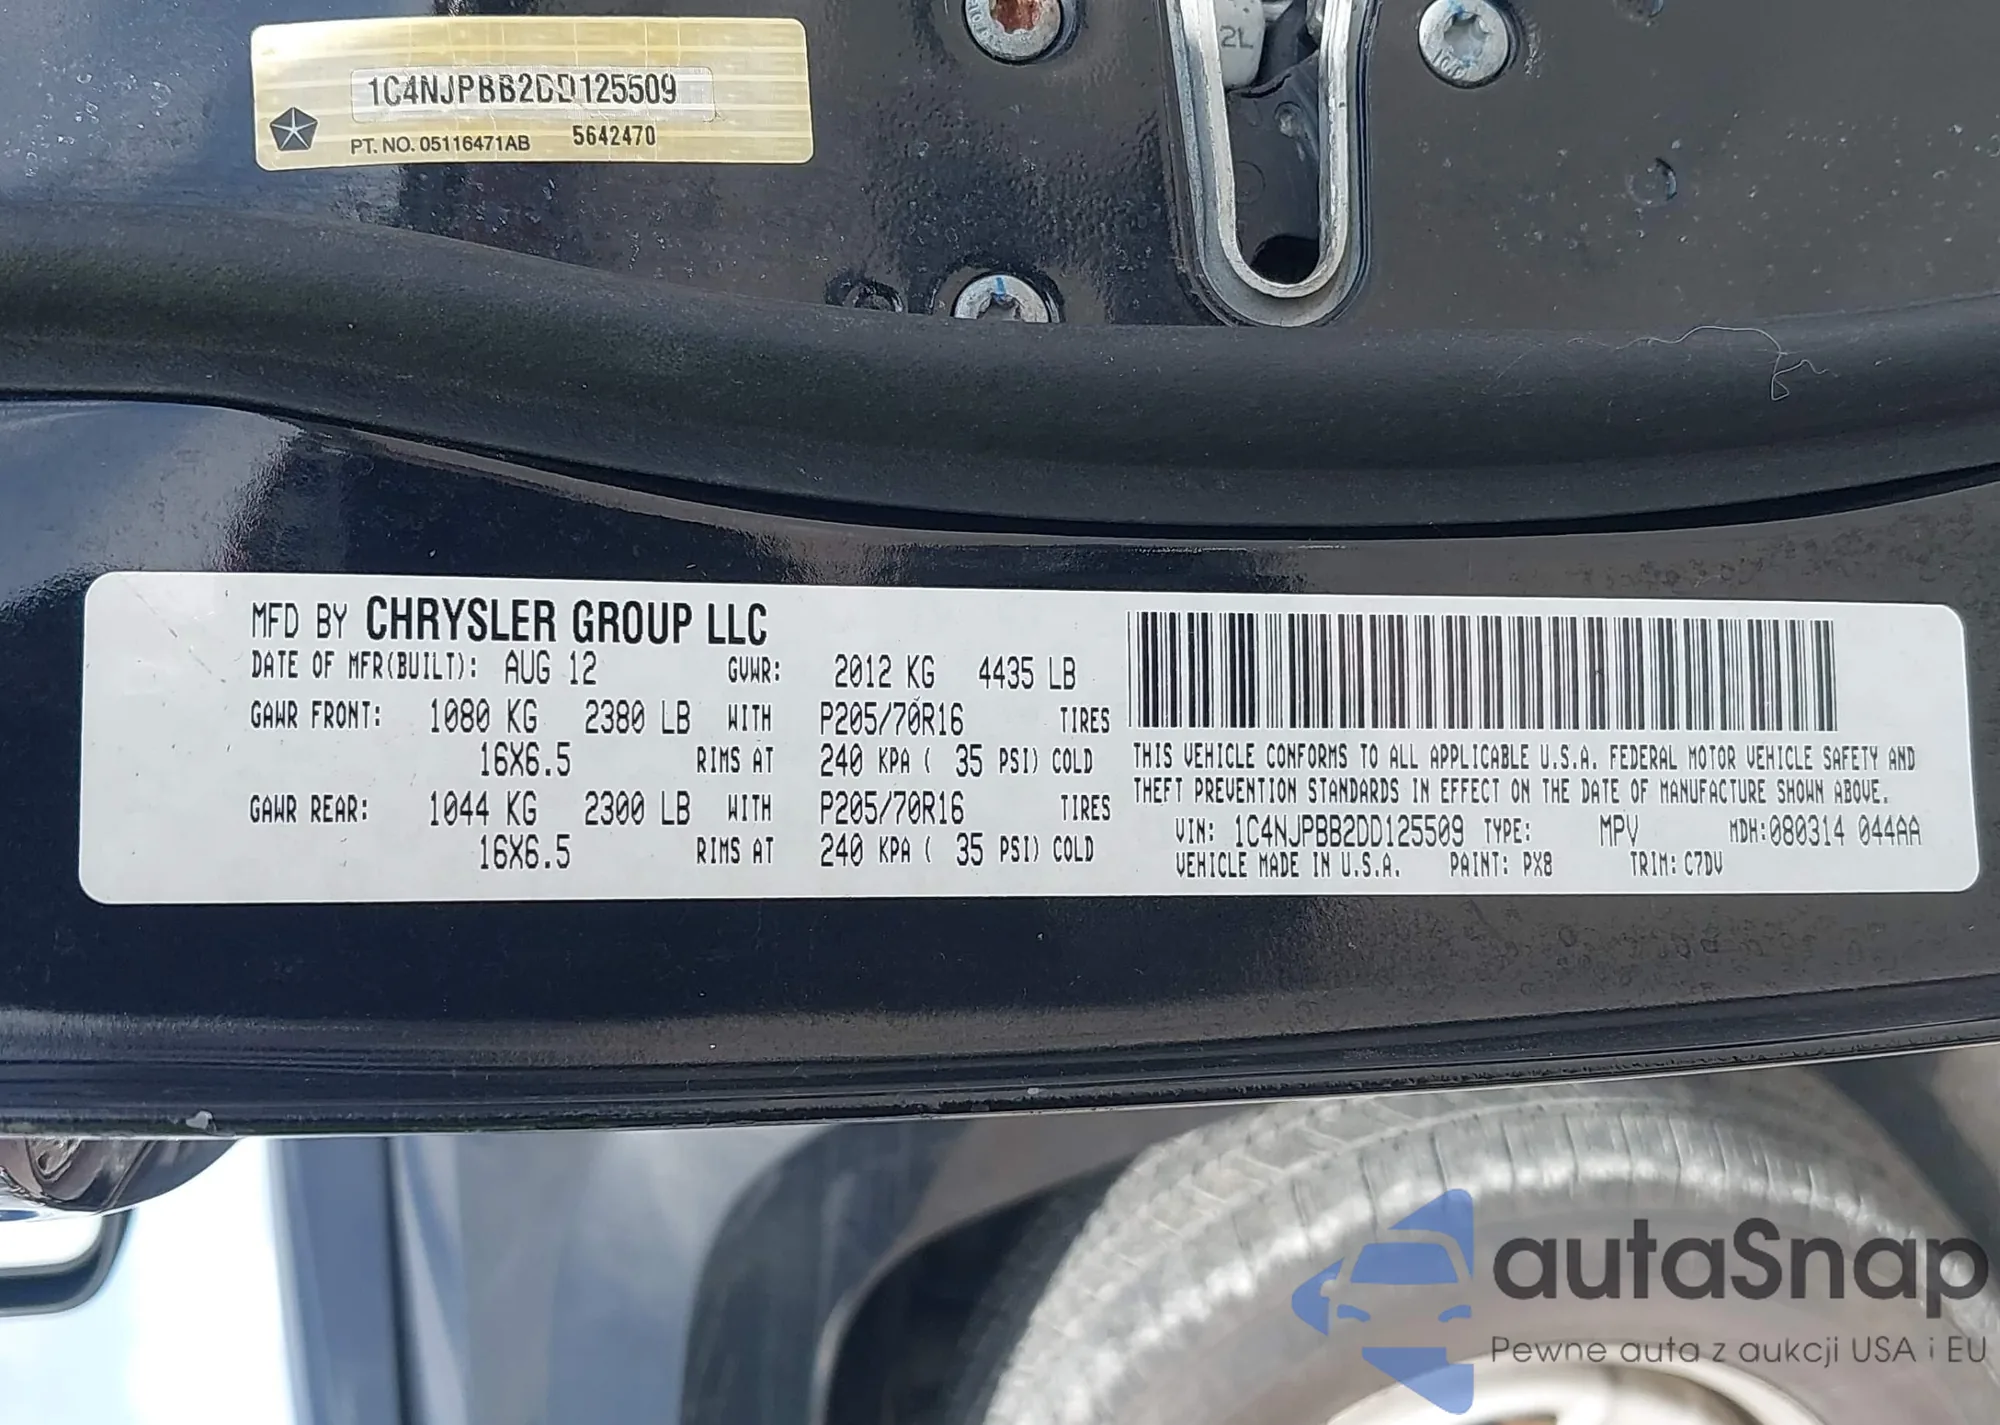 1C4NJPBB2DD125509
PT. NO. 05116471AB 5642470
2L
MFD BY CHRYSLER GROUP LLC
DATE OF MFR(BUILT): AUG 12 GVWR: 2012 KG 4435 LB
GAWR FRONT: 1080 KG 2380 LB WITH P205/70R16 TIRES
16X6.5 RIMS AT 240 KPA ( 35 PSI) COLD
GAWR REAR: 1044 KG 2300 LB WITH P205/70R16 TIRES
16X6.5 RIMS AT 240 KPA ( 35 PSI) COLD
THIS VEHICLE CONFORMS TO ALL APPLICABLE U.S.A. FEDERAL MOTOR VEHICLE SAFETY AND
THEFT PREVENTION STANDARDS IN EFFECT ON THE DATE OF MANUFACTURE SHOWN ABOVE.
VIN: 1C4NJPBB2DD125509 TYPE: MPV MDH:080314 044AA
VEHICLE MADE IN U.S.A. PAINT: PX8 TRIM: C7DV
autaSnap
Pewne auta z aukcji USA i EU